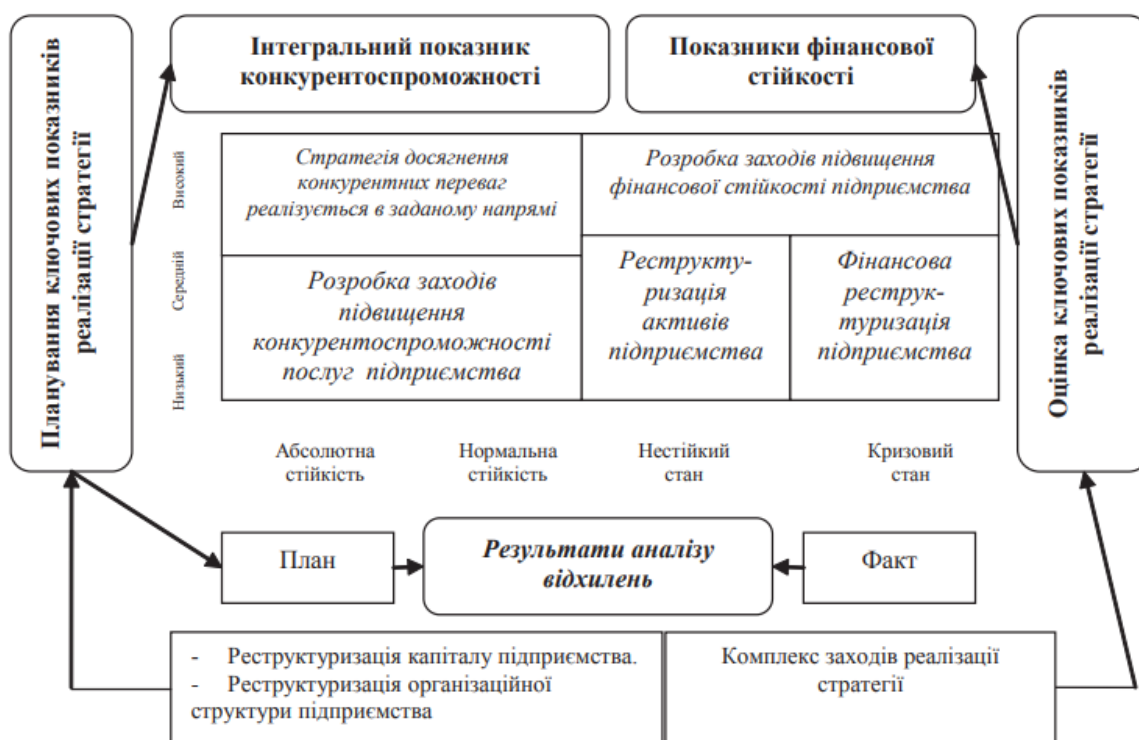 Планування ключових показників
реалізації стратегії
Інтегральний показник
конкурентоспроможності
Показники фінансової
стійкості
Оцінка ключових показників
реалізації стратегії
Високий
Середній
Низький
Стратегія досягнення
конкурентних переваг
реалізується в заданому напрямі
Розробка заходів підвищення
фінансової стійкості підприємства
Розробка заходів
підвищення
конкурентоспроможності
послуг підприємства
Реструкту-
ризація
активів
підприємства
Фінансова
реструк-
туризація
підприємства
Абсолютна
стійкість
Нормальна
стійкість
Нестійкий
стан
Кризовий
стан
План
Результати аналізу
відхилень
Факт
- Реструктуризація капіталу підприємства.
- Реструктуризація організаційної
структури підприємства
Комплекс заходів реалізації
стратегії